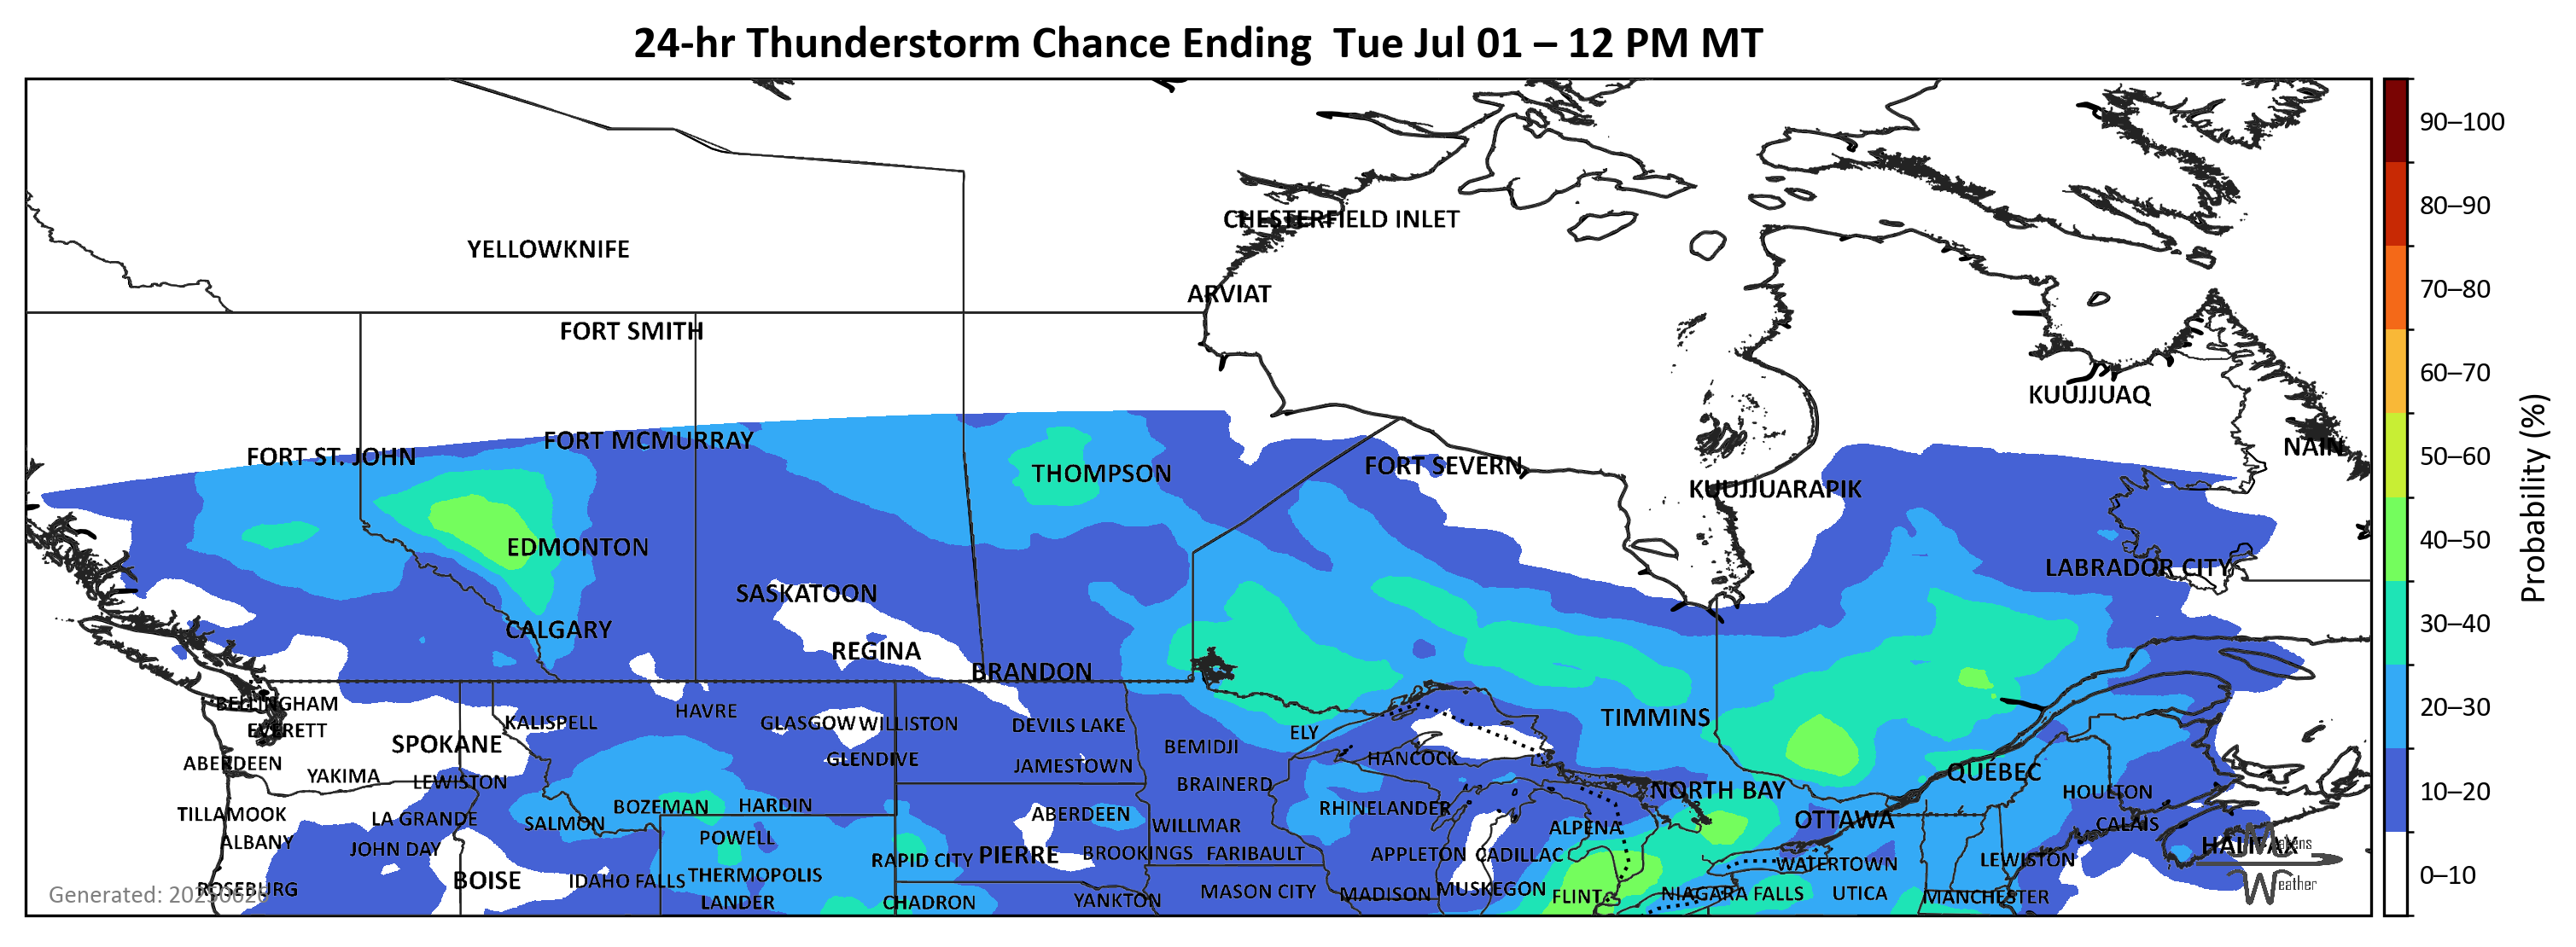 24-hr Thunderstorm Chance Ending  Tue Jul 01 – 12 PM MT
90–100
80–90
CHESTERFIELD INLET
YELLOWKNIFE
70–80
ARVIAT
FORT SMITH
60–70
KUUJJUAQ
FORT MCMURRAY
NAIN
FORT ST. JOHN
50–60
FORT SEVERN
THOMPSON
KUUJJUARAPIK
Probability (%)
EDMONTON
40–50
LABRADOR CITY
SASKATOON
CALGARY
30–40
REGINA
BRANDON
BELLINGHAM
HAVRE
20–30
TIMMINS
KALISPELL
GLASGOW
WILLISTON
DEVILS LAKE
EVERETT
ELY
SPOKANE
BEMIDJI
GLENDIVE
HANCOCK
ABERDEEN
JAMESTOWN
QUÉBEC
YAKIMA
LEWISTON
BRAINERD
NORTH BAY
HOULTON
10–20
BOZEMAN
HARDIN
RHINELANDER
TILLAMOOK
ABERDEEN
LA GRANDE
OTTAWA
SALMON
WILLMAR
CALAIS
ALPENA
POWELL
ALBANY
HALIFAX
Makens
JOHN DAY
BROOKINGS
FARIBAULT
APPLETON
CADILLAC
PIERRE
RAPID CITY
LEWISTON
WATERTOWN
THERMOPOLIS
0–10
BOISE
IDAHO FALLS
Weather
ROSEBURG
MUSKEGON
MASON CITY
MADISON
NIAGARA FALLS
UTICA
Generated: 20250626
FLINT
MANCHESTER
LANDER
CHADRON
YANKTON